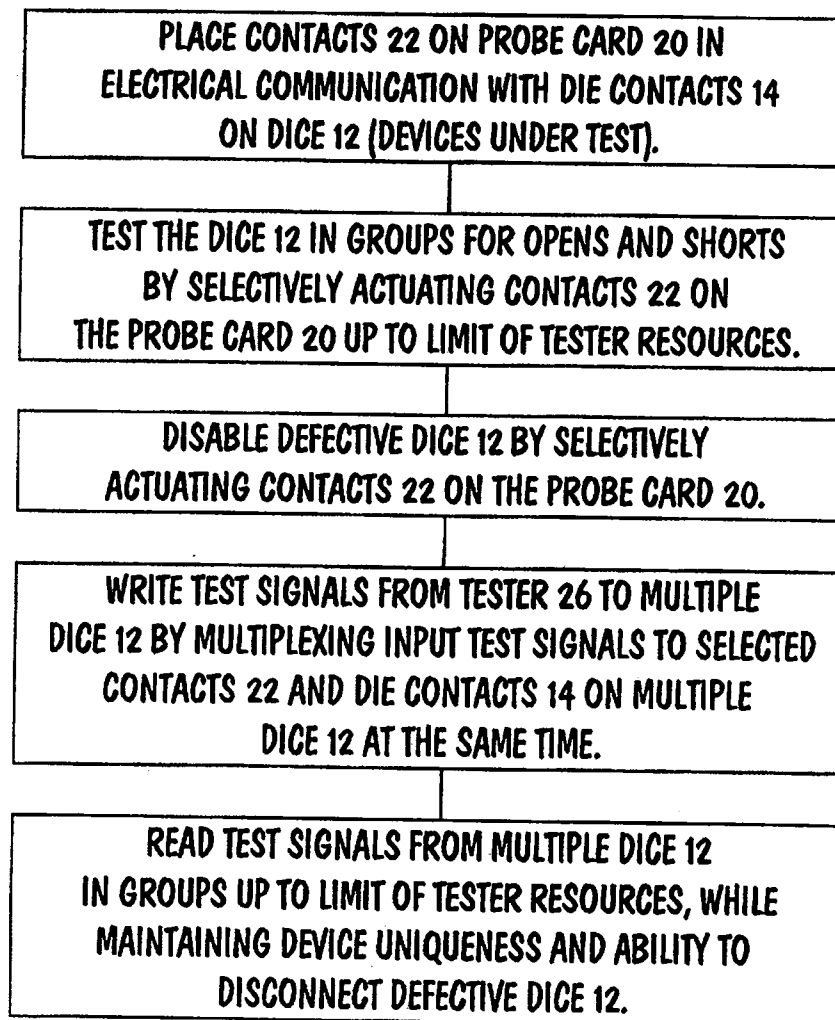 PLACE CONTACTS 22 ON PROBE CARD 20 IN
ELECTRICAL COMMUNICATION WITH DIE CONTACTS 14
ON DICE 12 (DEVICES UNDER TEST).
TEST THE DICE 12 IN GROUPS FOR OPENS AND SHORTS
BY SELECTIVELY ACTUATING CONTACTS 22 ON
THE PROBE CARD 20 UP TO LIMIT OF TESTER RESOURCES.
DISABLE DEFECTIVE DICE 12 BY SELECTIVELY
ACTUATING CONTACTS 22 ON THE PROBE CARD 20.
WRITE TEST SIGNALS FROM TESTER 26 TO MULTIPLE
DICE 12 BY MULTIPLEXING INPUT TEST SIGNALS TO SELECTED
CONTACTS 22 AND DIE CONTACTS 14 ON MULTIPLE
DICE 12 AT THE SAME TIME.
READ TEST SIGNALS FROM MULTIPLE DICE 12
IN GROUPS UP TO LIMIT OF TESTER RESOURCES, WHILE
MAINTAINING DEVICE UNIQUENESS AND ABILITY TO
DISCONNECT DEFECTIVE DICE 12.